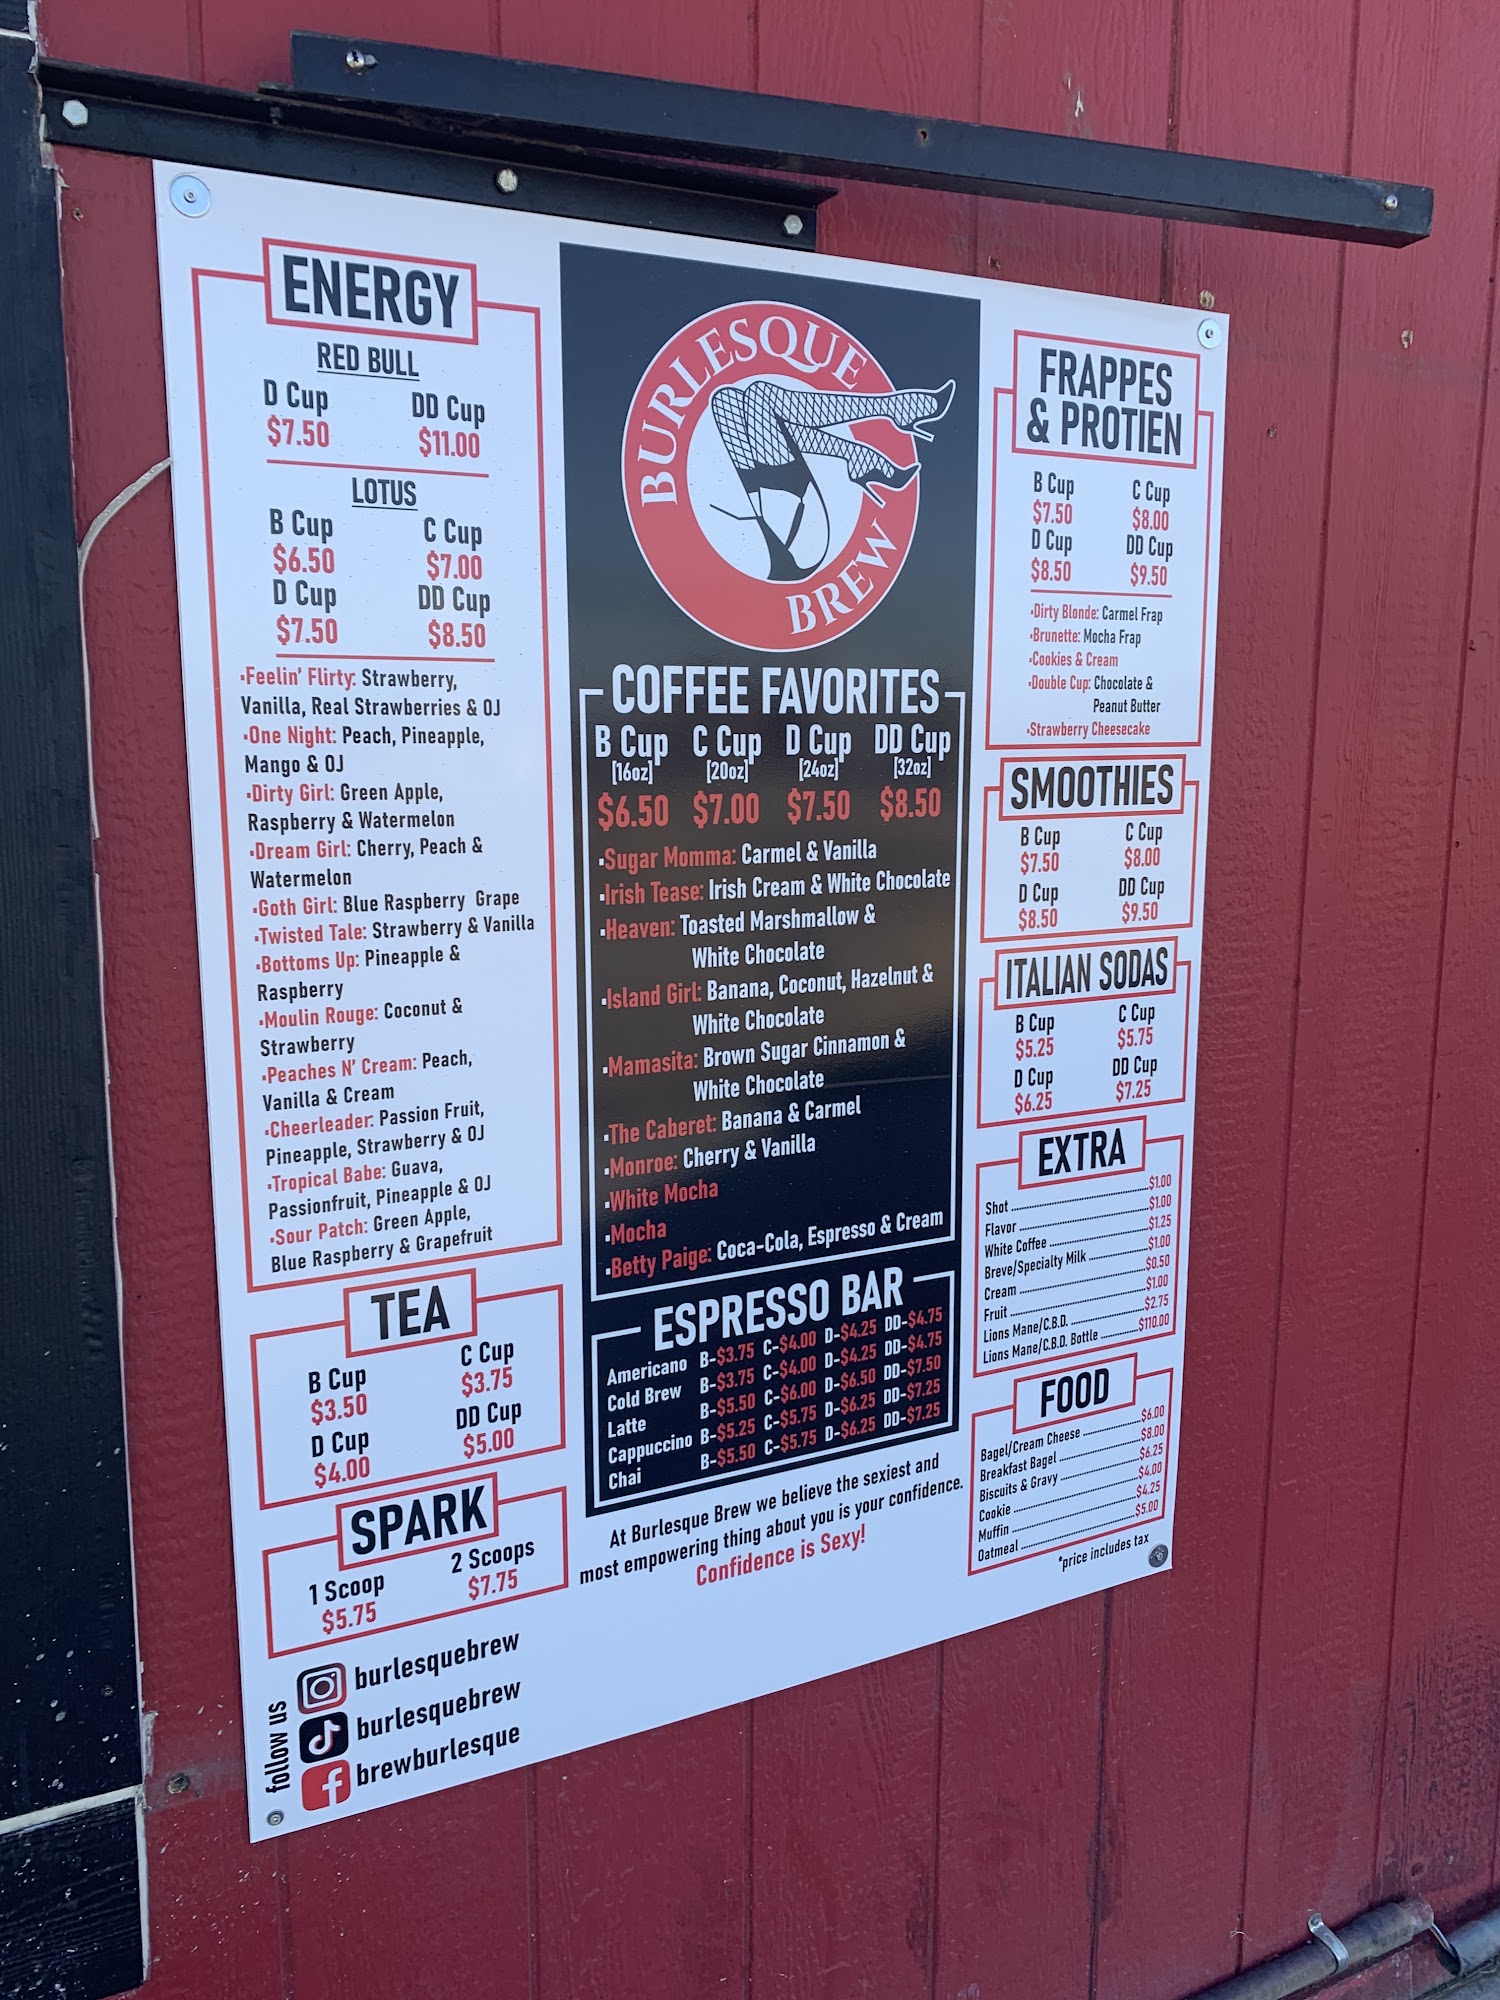 ENERGY
RED BULL
D Cup DD Cup
$7.50 $11.00
LOTUS
B Cup C Cup
$6.50 $7.00
D Cup DD Cup
$7.50 $8.50
•Feelin' Flirty: Strawberry,
Vanilla, Real Strawberries & OJ
•One Night: Peach, Pineapple,
Mango & OJ
•Dirty Girl: Green Apple,
Raspberry & Watermelon
•Dream Girl: Cherry, Peach &
Watermelon
•Goth Girl: Blue Raspberry Grape
•Twisted Tale: Strawberry & Vanilla
•Bottoms Up: Pineapple &
Raspberry
•Moulin Rouge: Coconut &
Strawberry
•Peaches N' Cream: Peach,
Vanilla & Cream
•Cheerleader: Passion Fruit,
Pineapple, Strawberry & OJ
•Tropical Babe: Guava,
Passionfruit, Pineapple & OJ
•Sour Patch: Green Apple,
Blue Raspberry & Grapefruit
TEA
B Cup C Cup
$3.50 $3.75
D Cup DD Cup
$4.00 $5.00
SPARK
1 Scoop 2 Scoops
$5.75 $7.75
follow us
burlesquebrew
burlesquebrew
brewburlesque
BURLESQUE
BREW
COFFEE FAVORITES
B Cup C Cup D Cup DD Cup
[16oz] [20oz] [24oz] [32oz]
$6.50 $7.00 $7.50 $8.50
•Sugar Momma: Carmel & Vanilla
•Irish Tease: Irish Cream & White Chocolate
•Heaven: Toasted Marshmallow &
White Chocolate
•Island Girl: Banana, Coconut, Hazelnut &
White Chocolate
•Mamasita: Brown Sugar Cinnamon &
White Chocolate
•The Caberet: Banana & Carmel
•Monroe: Cherry & Vanilla
•White Mocha
•Mocha
•Betty Paige: Coca-Cola, Espresso & Cream
ESPRESSO BAR
Americano B-$3.75 C-$4.00 D-$4.25 DD-$4.75
Cold Brew B-$3.75 C-$4.00 D-$4.25 DD-$4.75
Latte B-$5.50 C-$6.00 D-$6.50 DD-$7.50
Cappuccino B-$5.25 C-$5.75 D-$6.25 DD-$7.25
Chai B-$5.50 C-$5.75 D-$6.25 DD-$7.25
At Burlesque Brew we believe the sexiest and
most empowering thing about you is your confidence.
Confidence is Sexy!
FRAPPES
& PROTIEN
B Cup C Cup
$7.50 $8.00
D Cup DD Cup
$8.50 $9.50
•Dirty Blonde: Carmel Frap
•Brunette: Mocha Frap
•Cookies & Cream
•Double Cup: Chocolate &
Peanut Butter
•Strawberry Cheesecake
SMOOTHIES
B Cup C Cup
$7.50 $8.00
D Cup DD Cup
$8.50 $9.50
ITALIAN SODAS
B Cup C Cup
$5.25 $5.75
D Cup DD Cup
$6.25 $7.25
EXTRA
Shot $1.00
Flavor $1.00
White Coffee $1.25
Breve/Specialty Milk $1.00
Cream $0.50
Fruit $1.00
Lions Mane/C.B.D. $2.75
Lions Mane/C.B.D. Bottle $110.00
FOOD
Bagel/Cream Cheese $6.00
Breakfast Bagel $8.00
Biscuits & Gravy $6.25
Cookie $4.00
Muffin $4.25
Oatmeal $5.00
*price includes tax